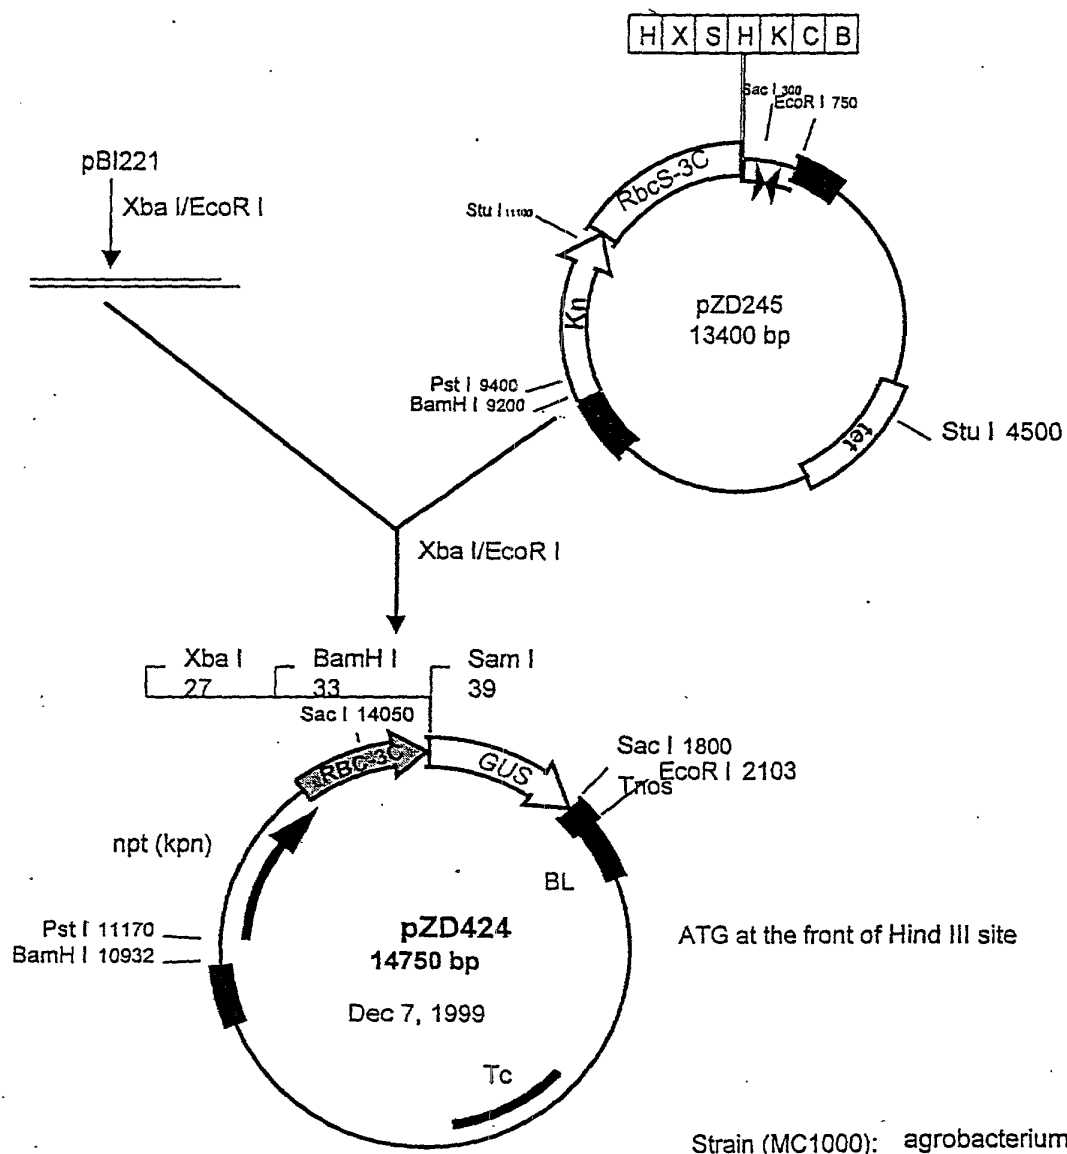 H X S H K C B
Sac I 300
EcoR I 750
pBI221
Xba I/EcoR I
RbcS-3C
Stu I 11100
Kn
pZD245
13400 bp
Pst I 9400
BamH I 9200
tet
Stu I 4500
Xba I/EcoR I
Xba I
27
BamH I
33
Sam I
39
Sac I 14050
RBC-3C
GUS
Sac I 1800
EcoR I 2103
Tnos
npt (kpn)
BL
Pst I 11170
BamH I 10932
pZD424
14750 bp
ATG at the front of Hind III site
Dec 7, 1999
Tc
Strain (MC1000): agrobacterium